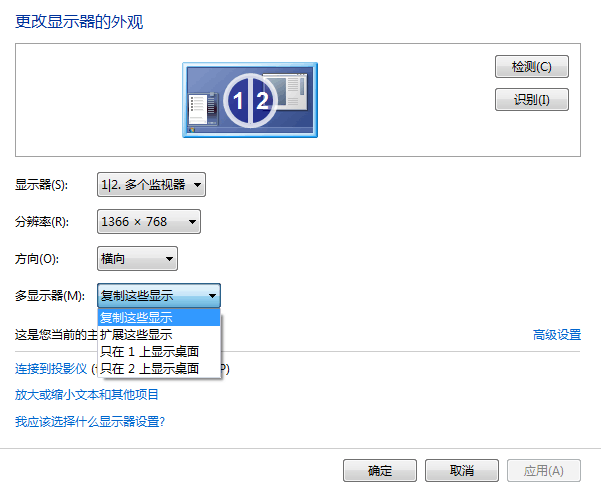 更改显示器的外观
检测(C)
1 2
识别(I)
显示器(S): 1|2. 多个监视器
分辨率(R): 1366 × 768
方向(O): 横向
多显示器(M): 复制这些显示
复制这些显示
这是您当前的主 扩展这些显示 高级设置
只在 1 上显示桌面
连接到投影仪 ( 只在 2 上显示桌面 P)
放大或缩小文本和其他项目
我应该选择什么显示器设置?
确定 取消 应用(A)